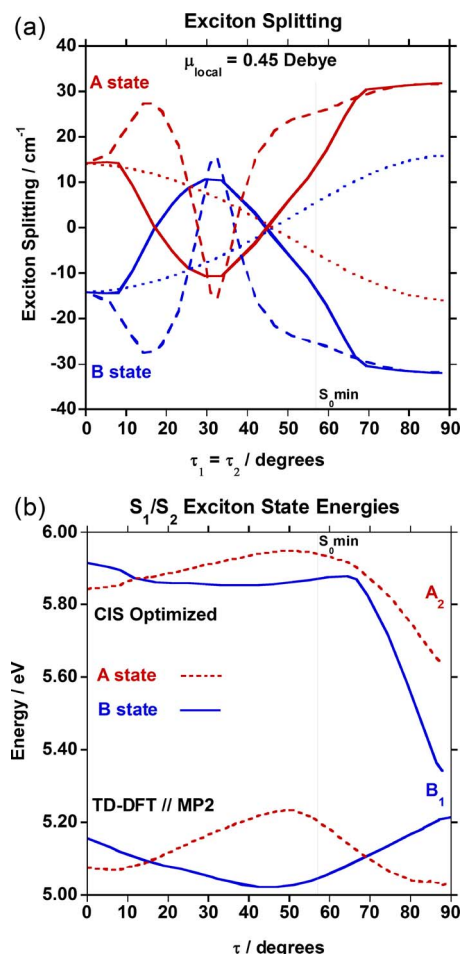 (a)
Exciton Splitting
μlocal = 0.45 Debye
A state
B state
S0min
Exciton Splitting / cm-1
40
30
20
10
0
-10
-20
-30
-40
0 10 20 30 40 50 60 70 80 90
τ1 = τ2 / degrees
(b)
S1/S2 Exciton State Energies
S0min
CIS Optimized
A2
A state
B state
B1
TD-DFT // MP2
Energy / eV
6.00
5.80
5.60
5.40
5.20
5.00
0 10 20 30 40 50 60 70 80 90
τ / degrees